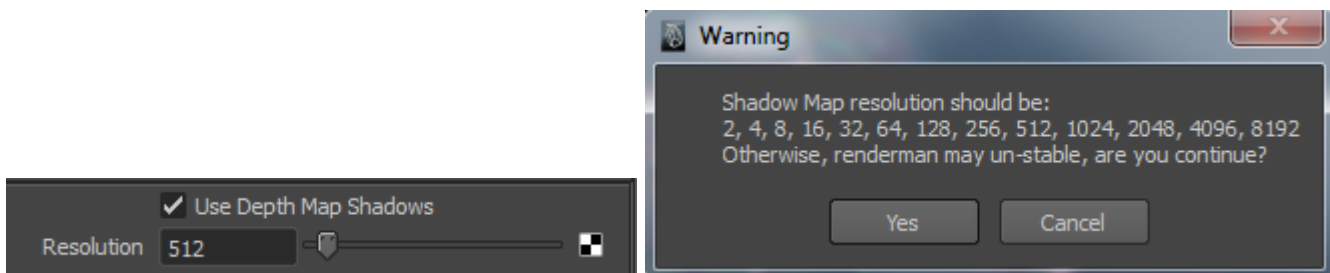 Use Depth Map Shadows
Resolution 512
Warning
Shadow Map resolution should be:
2, 4, 8, 16, 32, 64, 128, 256, 512, 1024, 2048, 4096, 8192
Otherwise, renderman may un-stable, are you continue?
Yes Cancel